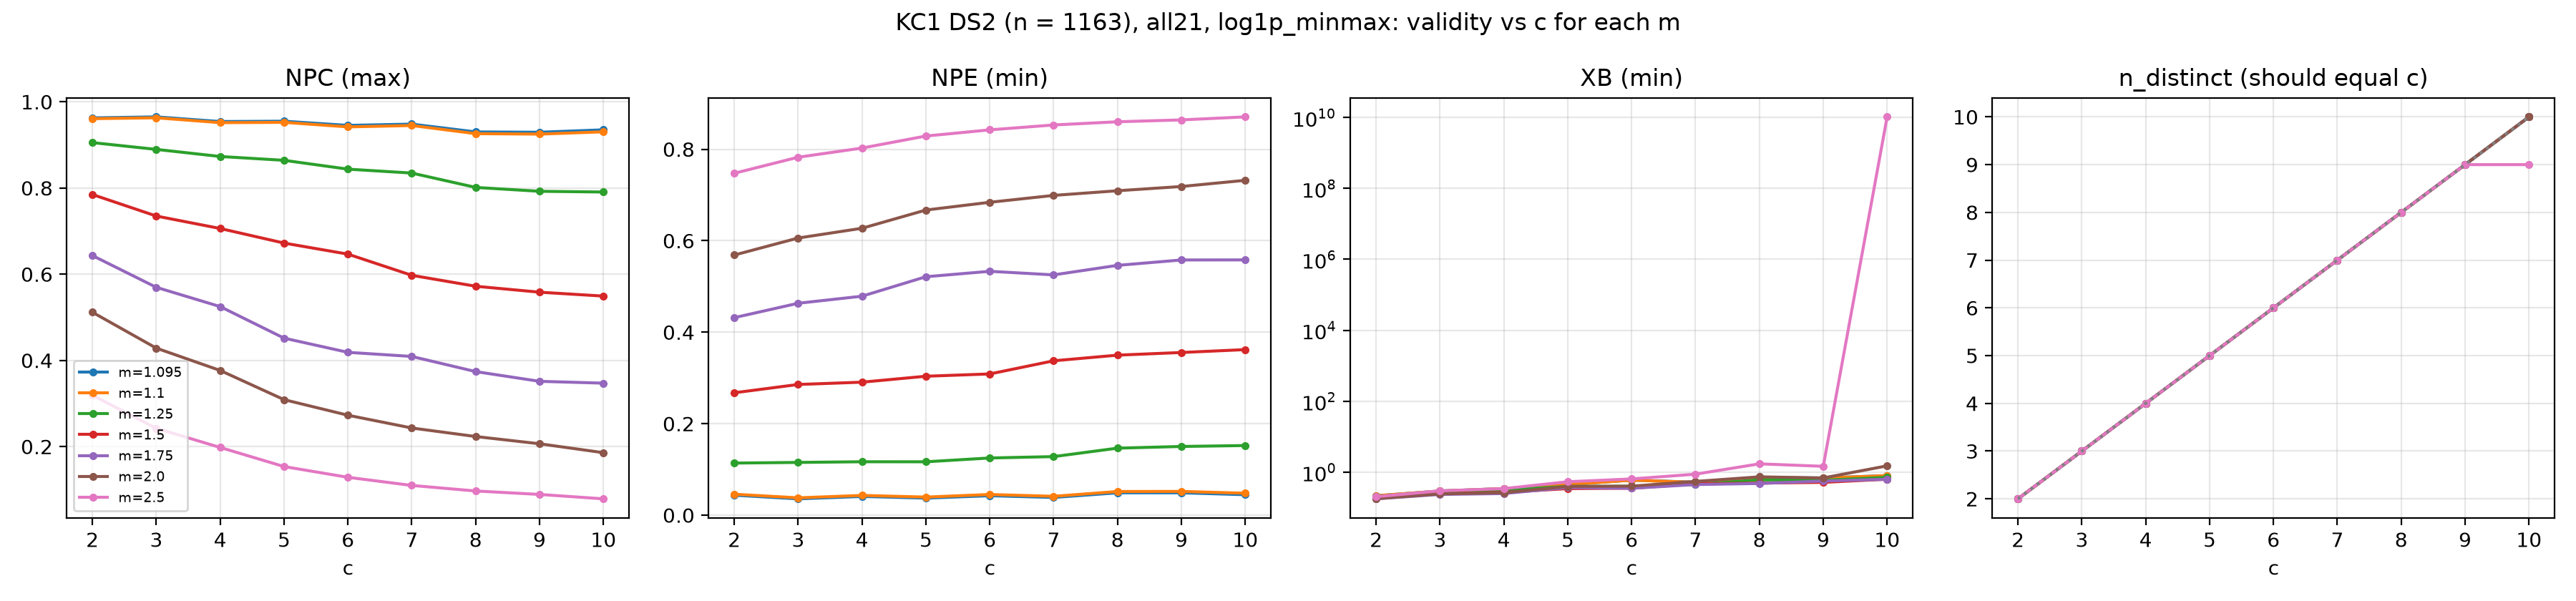 KC1 DS2 (n = 1163), all21, log1p_minmax: validity vs c for each m
NPC (max)
1.0
0.8
0.6
0.4
0.2
m=1.095
m=1.1
m=1.25
m=1.5
m=1.75
m=2.0
m=2.5
2 3 4 5 6 7 8 9 10
c
NPE (min)
0.8
0.6
0.4
0.2
0.0
2 3 4 5 6 7 8 9 10
c
XB (min)
10^10
10^8
10^6
10^4
10^2
10^0
2 3 4 5 6 7 8 9 10
c
n_distinct (should equal c)
10
9
8
7
6
5
4
3
2
2 3 4 5 6 7 8 9 10
c